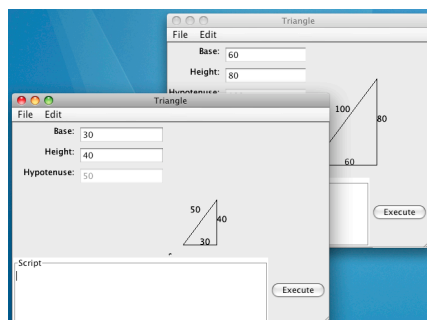 Triangle
File Edit
Base: 60
Height: 80
Hypotenuse:
100
80
60
Execute
Triangle
File Edit
Base: 30
Height: 40
Hypotenuse: 50
50
40
30
Script
Execute